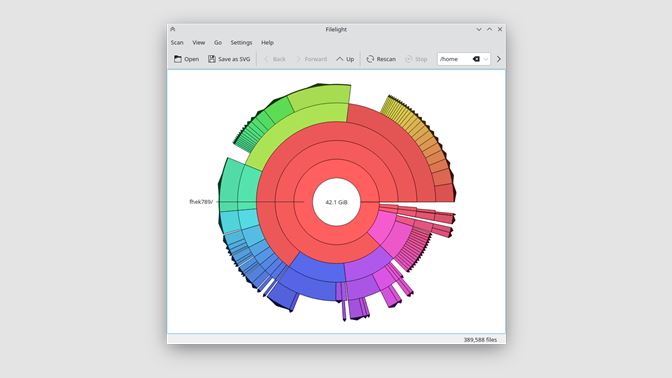 Filelight
Scan View Go Settings Help
Open Save as SVG Back Forward Up Rescan Stop /home
42.1 GiB
fhek789/
389,588 files